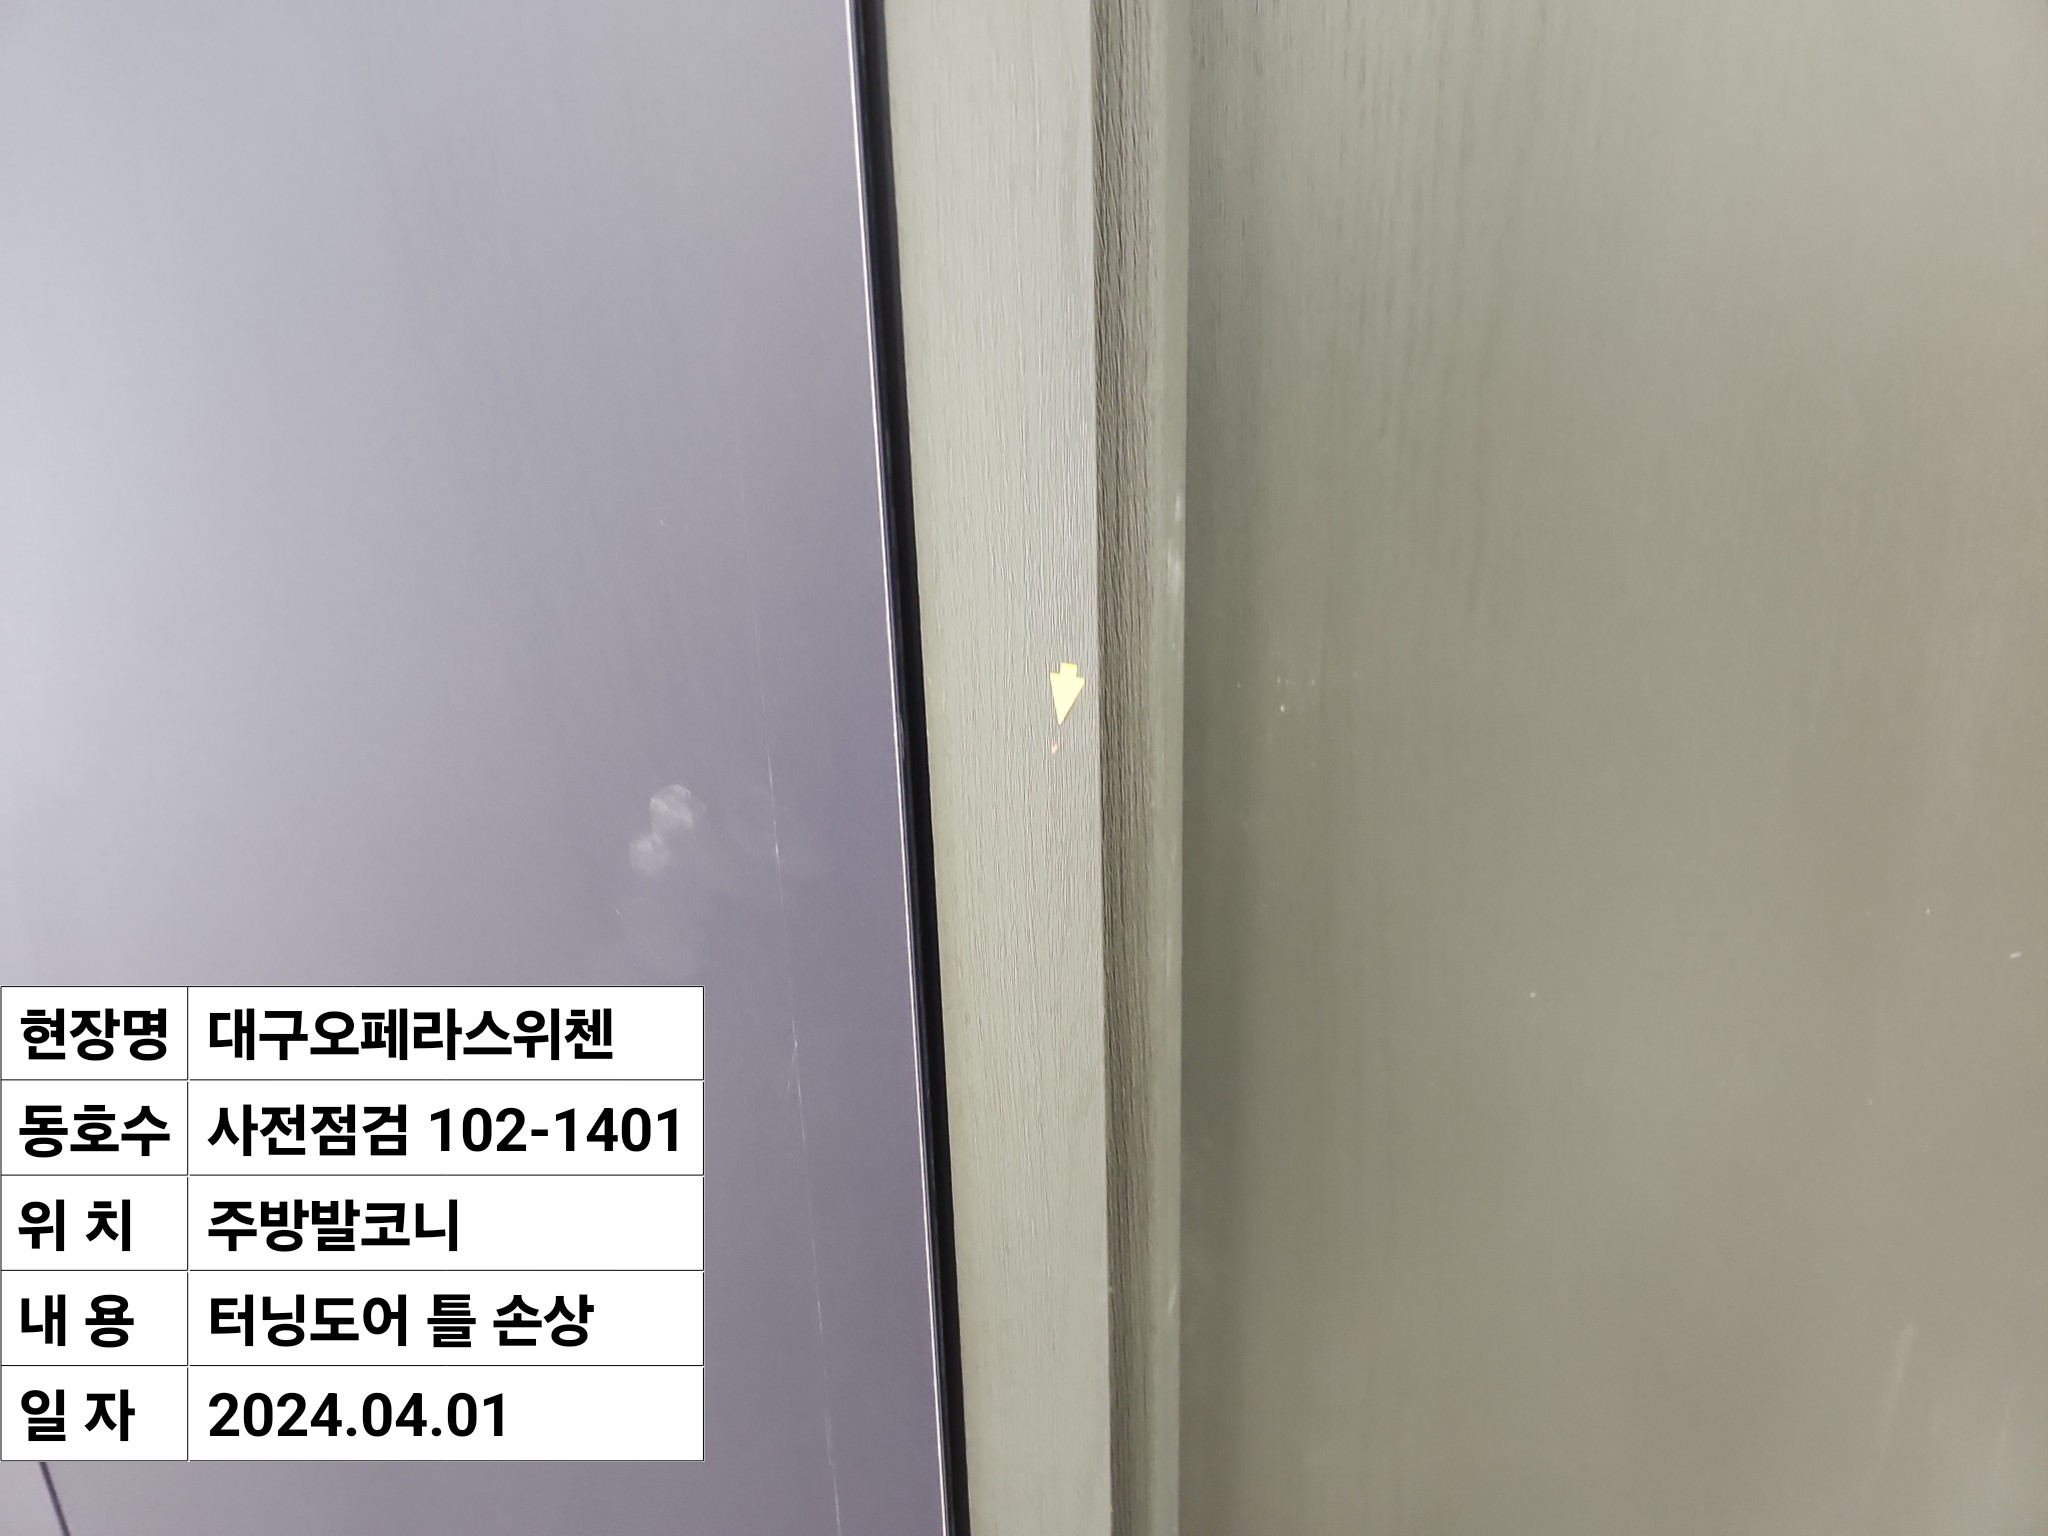 현장명 대구오페라스위첸
동호수 사전점검 102-1401
위 치 주방발코니
내 용 터닝도어 틀 손상
일 자 2024.04.01